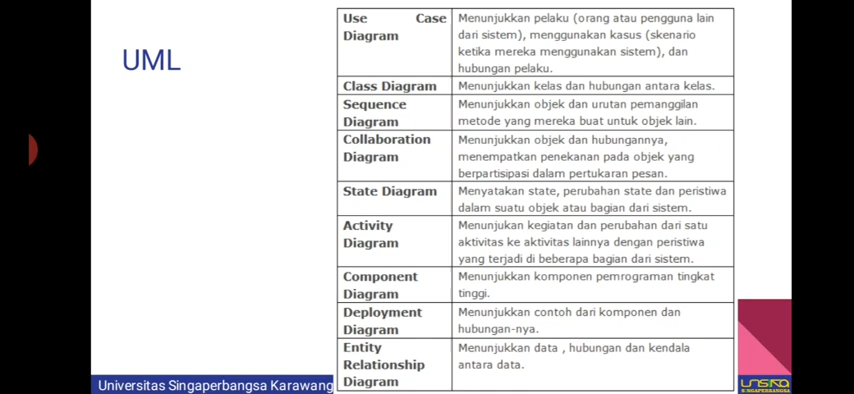 UML
Use Case
Diagram
Menunjukkan pelaku (orang atau pengguna lain
dari sistem), menggunakan kasus (skenario
ketika mereka menggunakan sistem), dan
hubungan pelaku.
Class Diagram
Menunjukkan kelas dan hubungan antara kelas.
Sequence
Diagram
Menunjukkan objek dan urutan pemanggilan
metode yang mereka buat untuk objek lain.
Collaboration
Diagram
Menunjukkan objek dan hubungannya,
menempatkan penekanan pada objek yang
berpartisipasi dalam pertukaran pesan.
State Diagram
Menyatakan state, perubahan state dan peristiwa
dalam suatu objek atau bagian dari sistem.
Activity
Diagram
Menunjukan kegiatan dan perubahan dari satu
aktivitas ke aktivitas lainnya dengan peristiwa
yang terjadi di beberapa bagian dari sistem.
Component
Diagram
Menunjukkan komponen pemrograman tingkat
tinggi.
Deployment
Diagram
Menunjukkan contoh dari komponen dan
hubungan-nya.
Entity
Relationship
Diagram
Menunjukkan data , hubungan dan kendala
antara data.
Universitas Singaperbangsa Karawang
UNSIKA
SINGAPERBANGSA